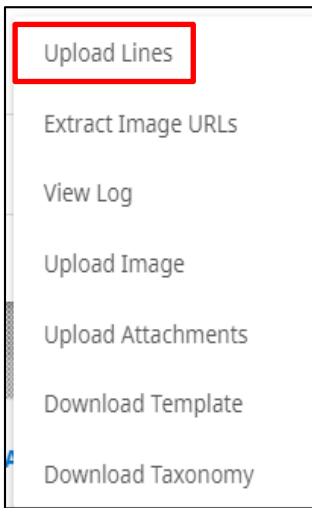 Upload Lines
Extract Image URLs
View Log
Upload Image
Upload Attachments
Download Template
Download Taxonomy